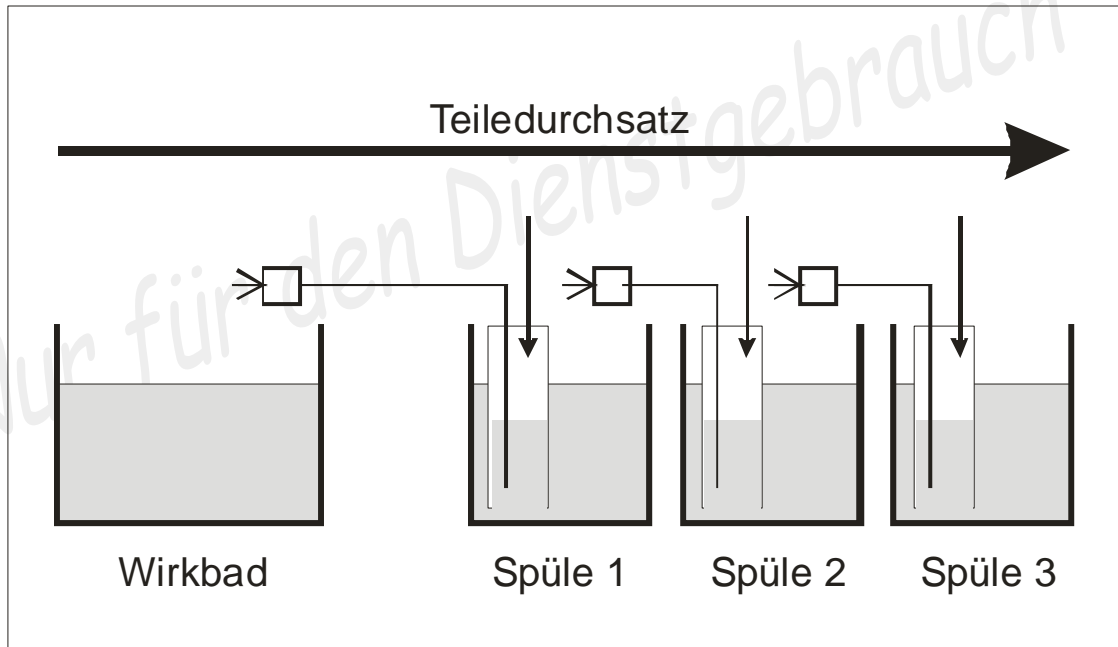 Teiledurchsatz
Nur für den Dienstgebrauch
Wirkbad
Spüle 1
Spüle 2
Spüle 3